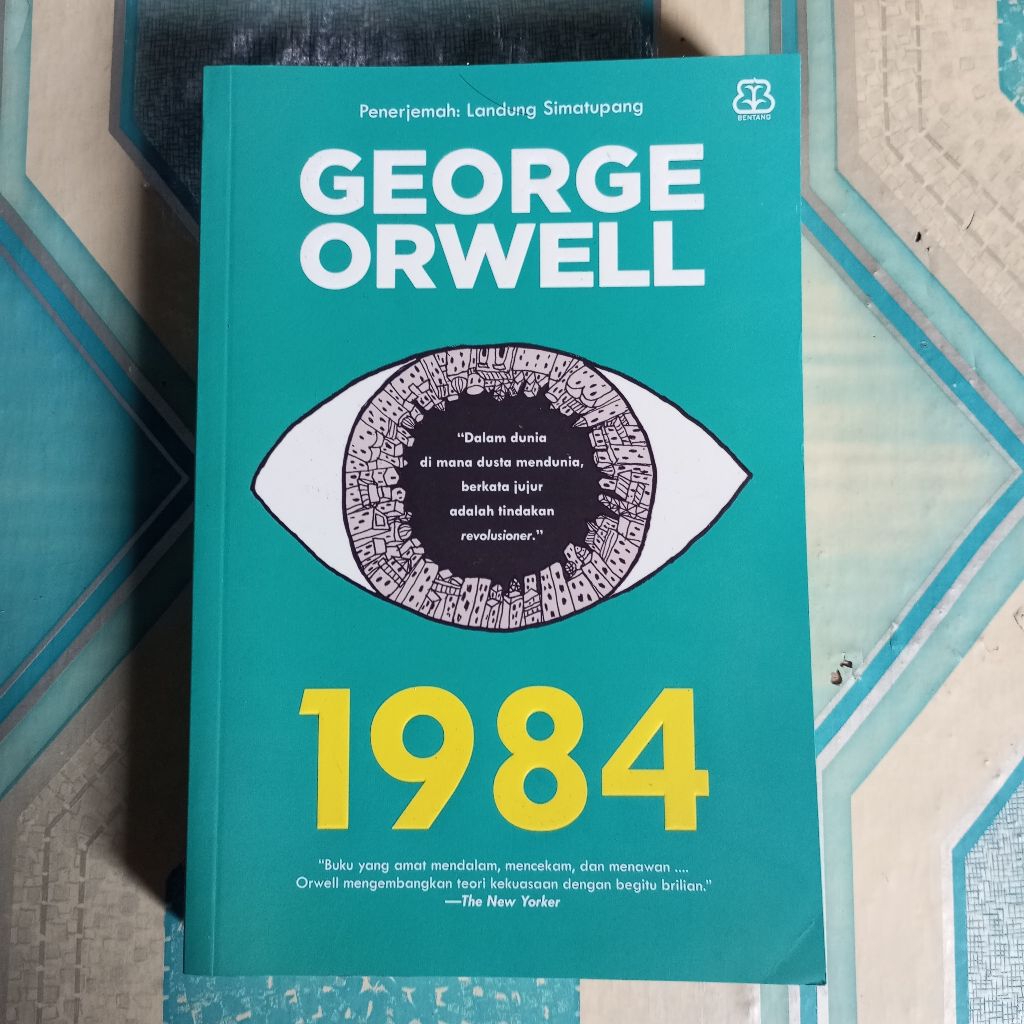 Penerjemah: Landung Simatupang
BENTANG
GEORGE
ORWELL
“Dalam dunia
di mana dusta mendunia,
berkata jujur
adalah tindakan
revolusioner.”
1984
“Buku yang amat mendalam, mencekam, dan menawan ....
Orwell mengembangkan teori kekuasaan dengan begitu brilian.”
—The New Yorker